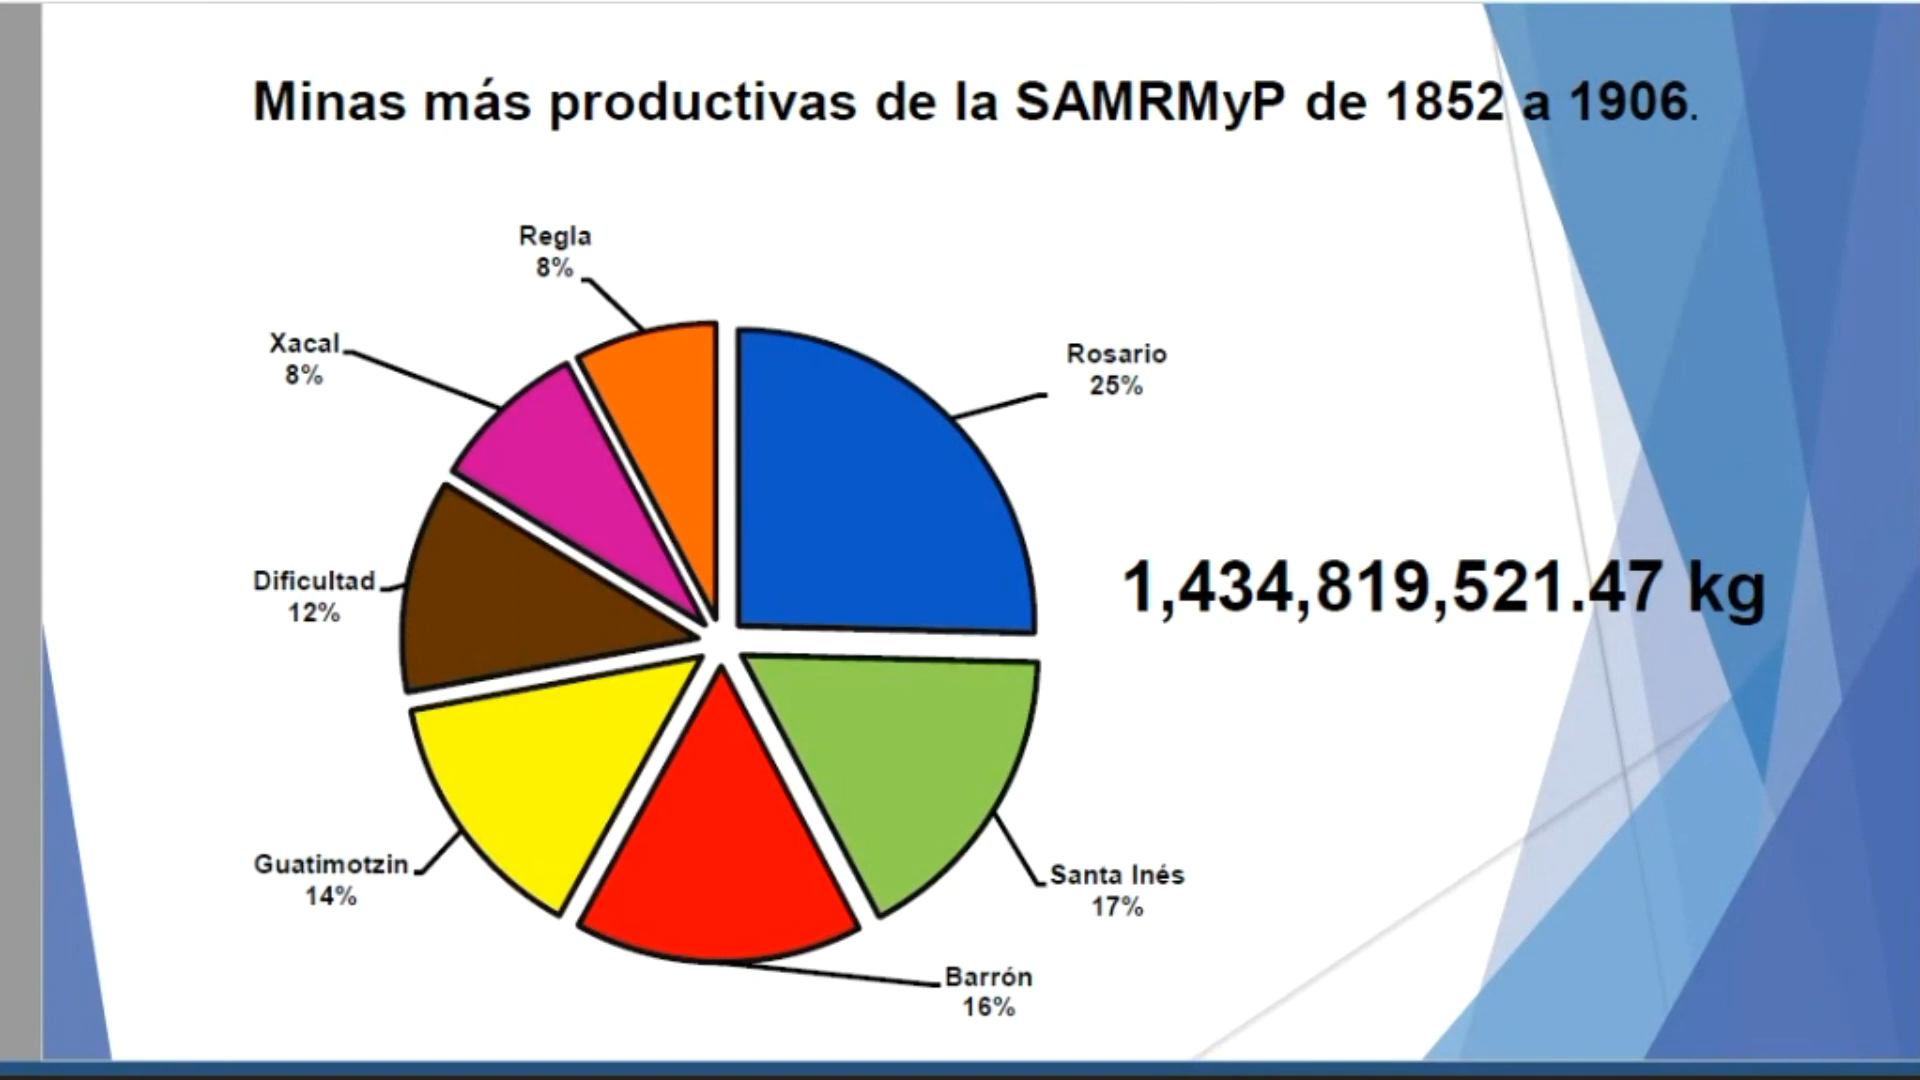 Minas más productivas de la SAMRMyP de 1852 a 1906.
Regla
8%
Xacal
8%
Rosario
25%
1,434,819,521.47 kg
Dificultad
12%
Guatimotzin
14%
Santa Inés
17%
Barrón
16%